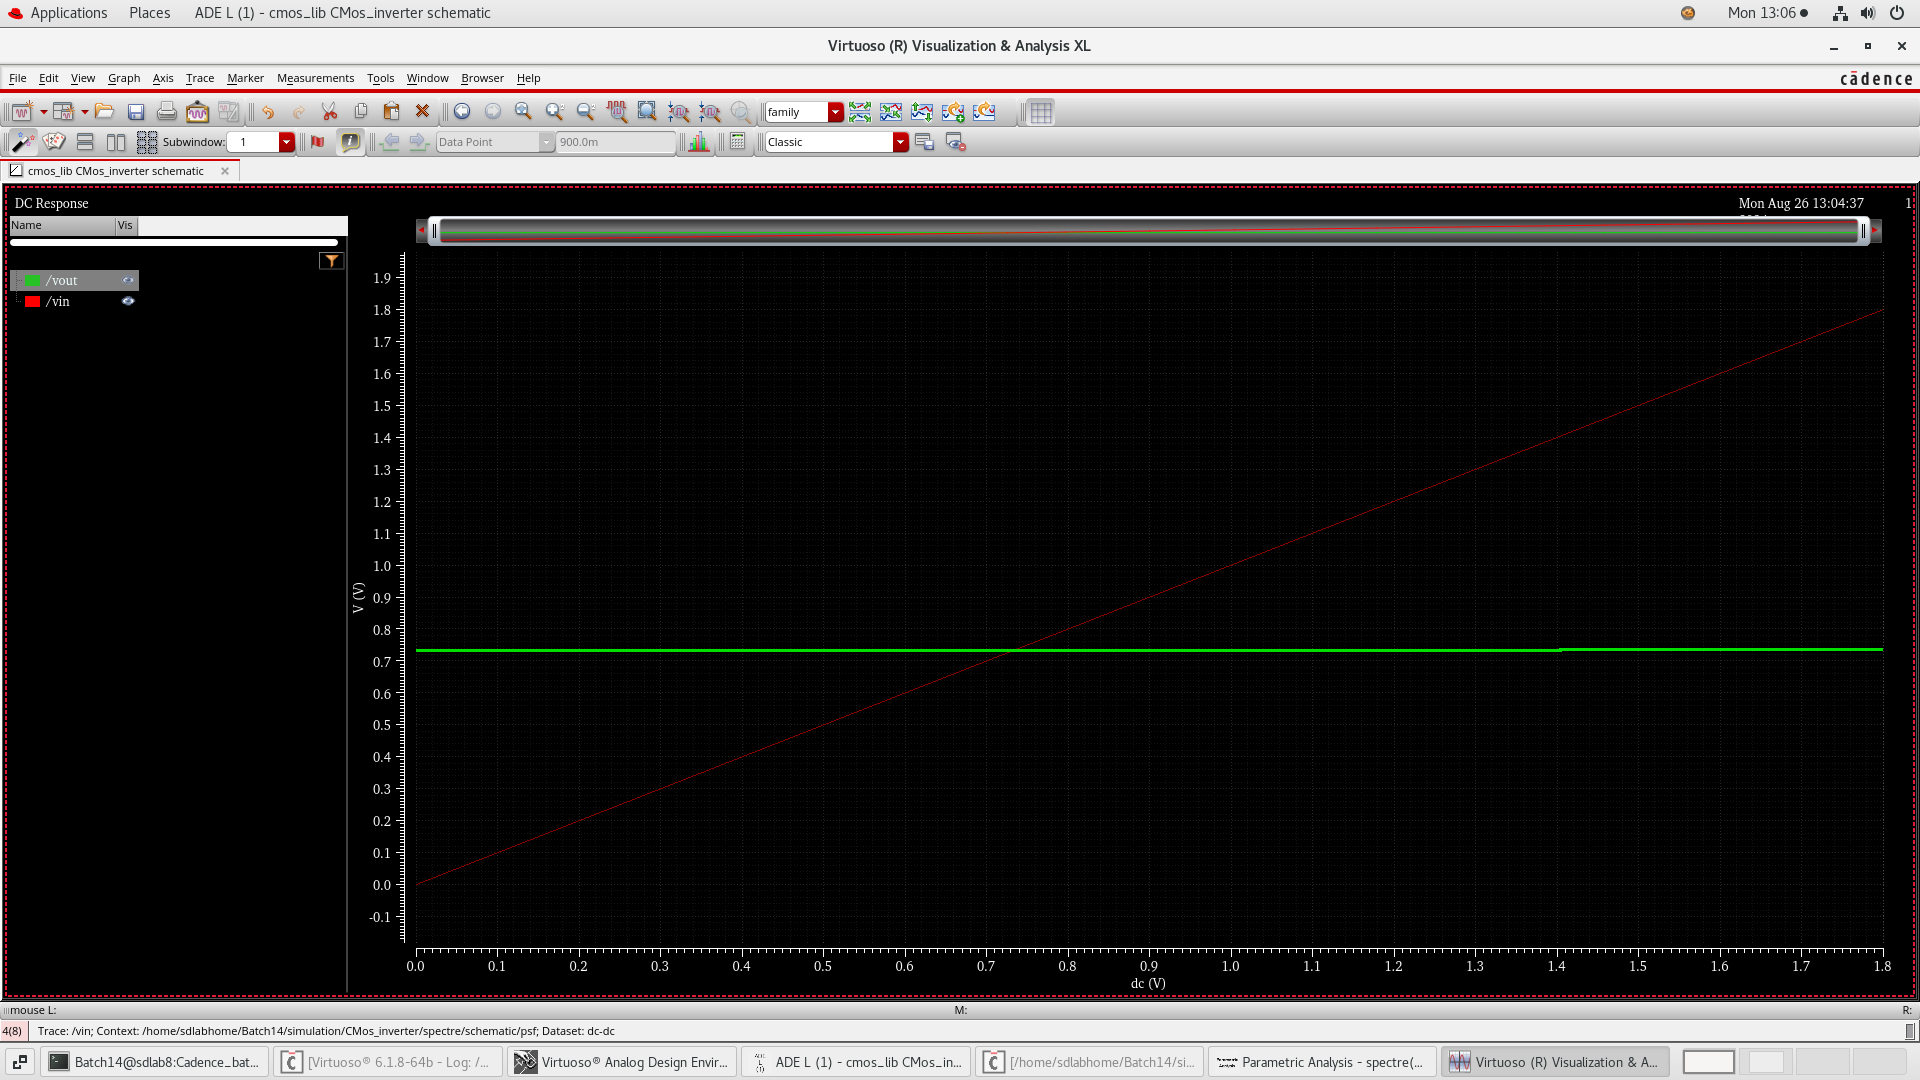 Applications Places ADE L (1) - cmos_lib CMos_inverter schematic Mon 13:06
Virtuoso (R) Visualization & Analysis XL
File Edit View Graph Axis Trace Marker Measurements Tools Options Window Browser Help cādence
family
Subwindow: 1 Data Point 900.0m Classic
cmos_lib CMos_inverter schematic
DC Response Mon Aug 26 13:04:37 1
Name Vis
/vout
/vin
1.9
1.8
1.7
1.6
1.5
1.4
1.3
1.2
1.1
1.0
0.9
0.8
0.7
0.6
0.5
0.4
0.3
0.2
0.1
0.0
-0.1
V (V)
0.0 0.1 0.2 0.3 0.4 0.5 0.6 0.7 0.8 0.9 1.0 1.1 1.2 1.3 1.4 1.5 1.6 1.7 1.8
dc (V)
mouse L: M: R:
4(8) Trace: /vin; Context: /home/sdlabhome/Batch14/simulation/CMos_inverter/spectre/schematic/psf; Dataset: dc-dc
Batch14@sdlab8:Cadence_bat... [Virtuoso® 6.1.8-64b - Log: /... Virtuoso® Analog Design Envir... ADE L (1) - cmos_lib CMos_in... [/home/sdlabhome/Batch14/si... Parametric Analysis - spectre(... Virtuoso (R) Visualization & A...